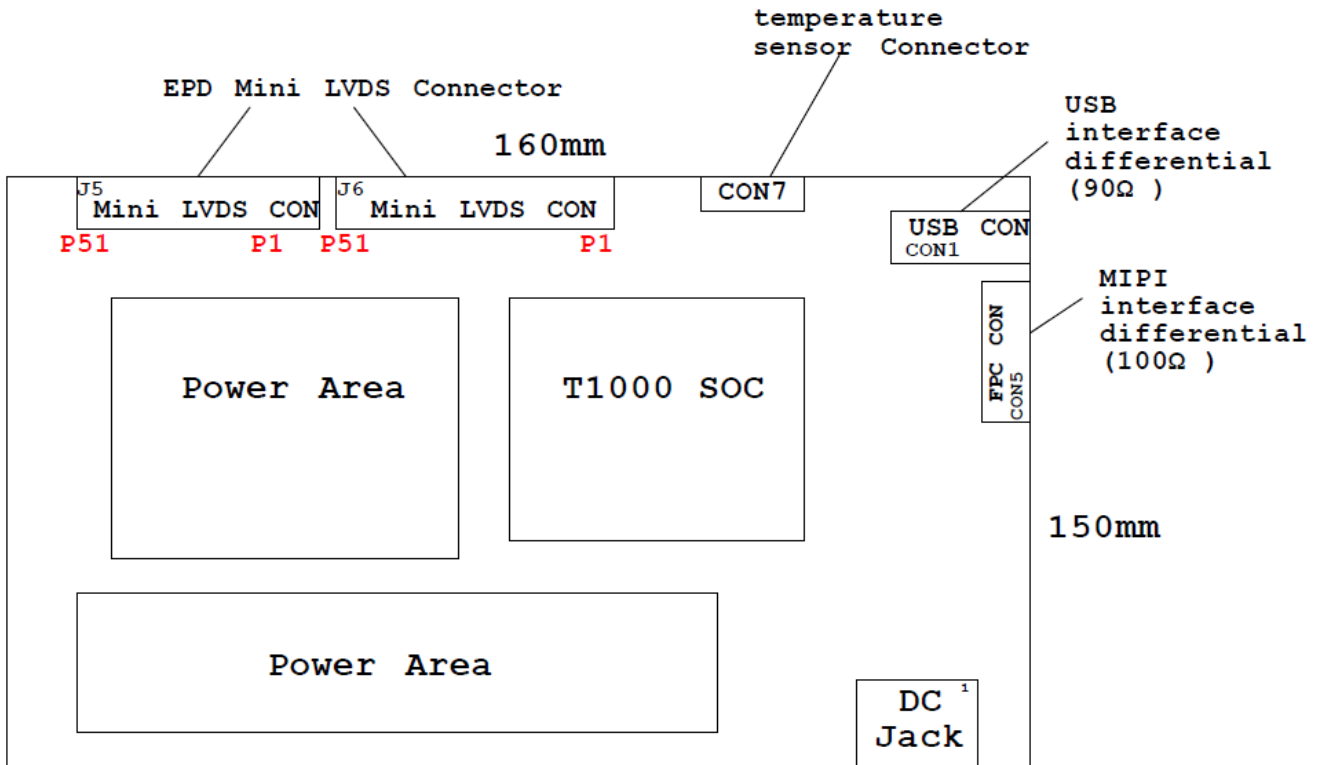 temperature
sensor Connector
EPD Mini LVDS Connector
160mm
USB
interface
differential
(90Ω )
J5
Mini LVDS CON
J6
Mini LVDS CON
CON7
P51
P1
P51
P1
USB CON
CON1
MIPI
interface
differential
(100Ω )
FPC CON
CON5
Power Area
T1000 SOC
150mm
Power Area
DC
1
Jack